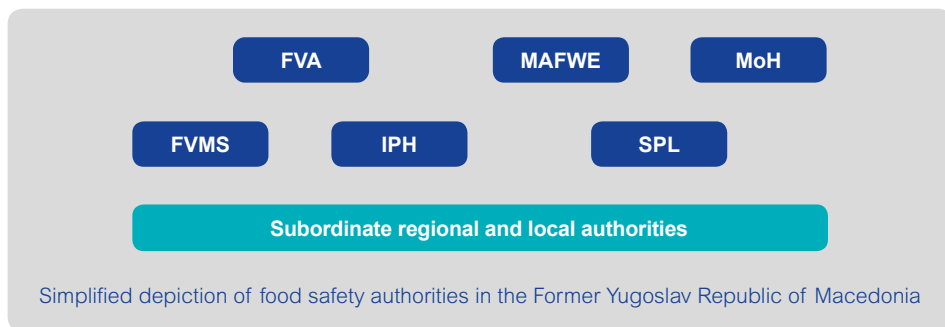 FVA MAFWE MoH
FVMS IPH SPL
Subordinate regional and local authorities
Simplified depiction of food safety authorities in the Former Yugoslav Republic of Macedonia